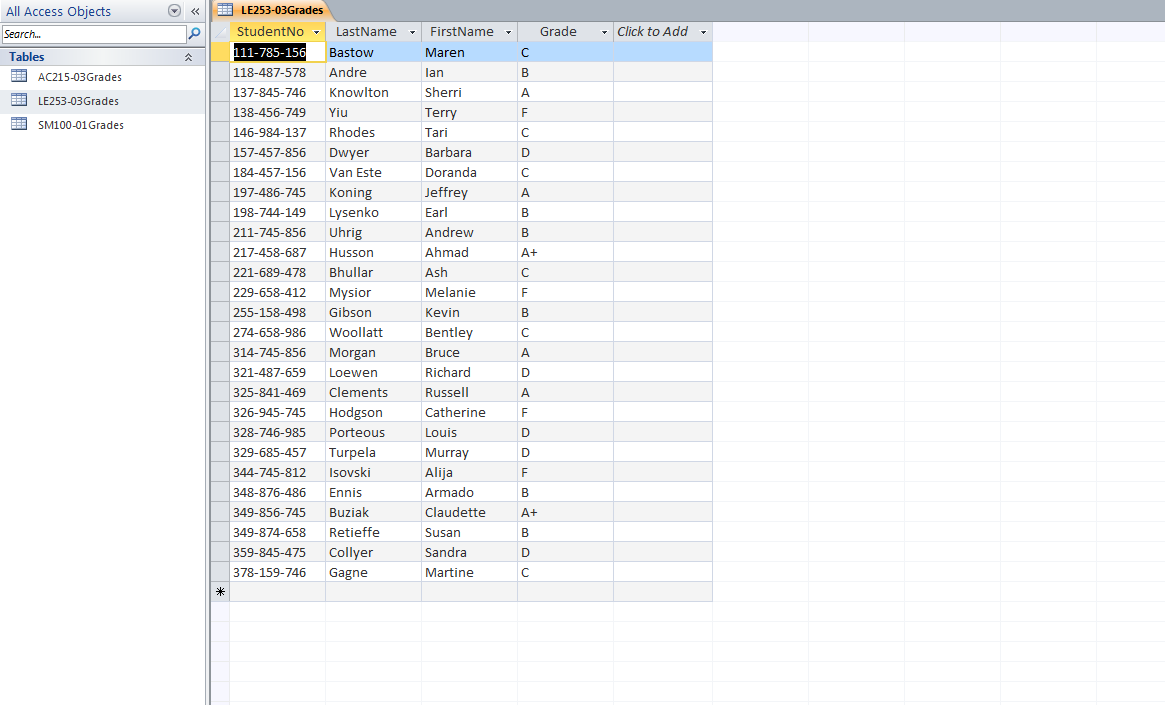 All Access Objects
Search...
Tables
AC215-03Grades
LE253-03Grades
SM100-01Grades
LE253-03Grades
StudentNo LastName FirstName Grade Click to Add
111-785-156 Bastow Maren C
118-487-578 Andre Ian B
137-845-746 Knowlton Sherri A
138-456-749 Yiu Terry F
146-984-137 Rhodes Tari C
157-457-856 Dwyer Barbara D
184-457-156 Van Este Doranda C
197-486-745 Koning Jeffrey A
198-744-149 Lysenko Earl B
211-745-856 Uhrig Andrew B
217-458-687 Husson Ahmad A+
221-689-478 Bhullar Ash C
229-658-412 Mysior Melanie F
255-158-498 Gibson Kevin B
274-658-986 Woollatt Bentley C
314-745-856 Morgan Bruce A
321-487-659 Loewen Richard D
325-841-469 Clements Russell A
326-945-745 Hodgson Catherine F
328-746-985 Porteous Louis D
329-685-457 Turpela Murray D
344-745-812 Isovski Alija F
348-876-486 Ennis Armado B
349-856-745 Buziak Claudette A+
349-874-658 Retieffe Susan B
359-845-475 Collyer Sandra D
378-159-746 Gagne Martine C